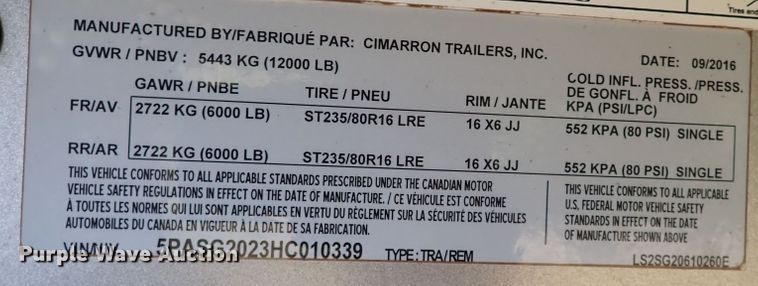 Tires and
MANUFACTURED BY/FABRIQUÉ PAR: CIMARRON TRAILERS, INC.
GVWR / PNBV : 5443 KG (12000 LB)
DATE: 09/2016
GAWR / PNBE TIRE / PNEU RIM / JANTE COLD INFL. PRESS./PRESS.
DE GONFL. À FROID
KPA (PSI/LPC)
FR/AV 2722 KG (6000 LB) ST235/80R16 LRE 16 X6 JJ 552 KPA (80 PSI) SINGLE
RR/AR 2722 KG (6000 LB) ST235/80R16 LRE 16 X6 JJ 552 KPA (80 PSI) SINGLE
THIS VEHICLE CONFORMS TO ALL APPLICABLE STANDARDS PRESCRIBED UNDER THE CANADIAN MOTOR
VEHICLE SAFETY REGULATIONS IN EFFECT ON THE DATE OF MANUFACTURE. / CE VÉHICULE EST CONFORME
À TOUTES LES NORMES QUI LUI SONT APPLICABLES EN VERTU DU RÈGLEMENT SUR LA SÉCURITÉ DES VÉHICULES
AUTOMOBILES DU CANADA EN VIGUEUR À LA DATE DE SA FABRICATION.
THIS VEHICLE CONFORMS TO ALL APPLICABLE
U.S. FEDERAL MOTOR VEHICLE SAFETY
STANDARDS IN EFFECT ON THE DATE
OF MANUFACTURE SHOWN ABOVE
VIN/NIV 5PASG2023HC010339 TYPE: TRA/REM
LS2SG20610260E
Purple Wave Auction